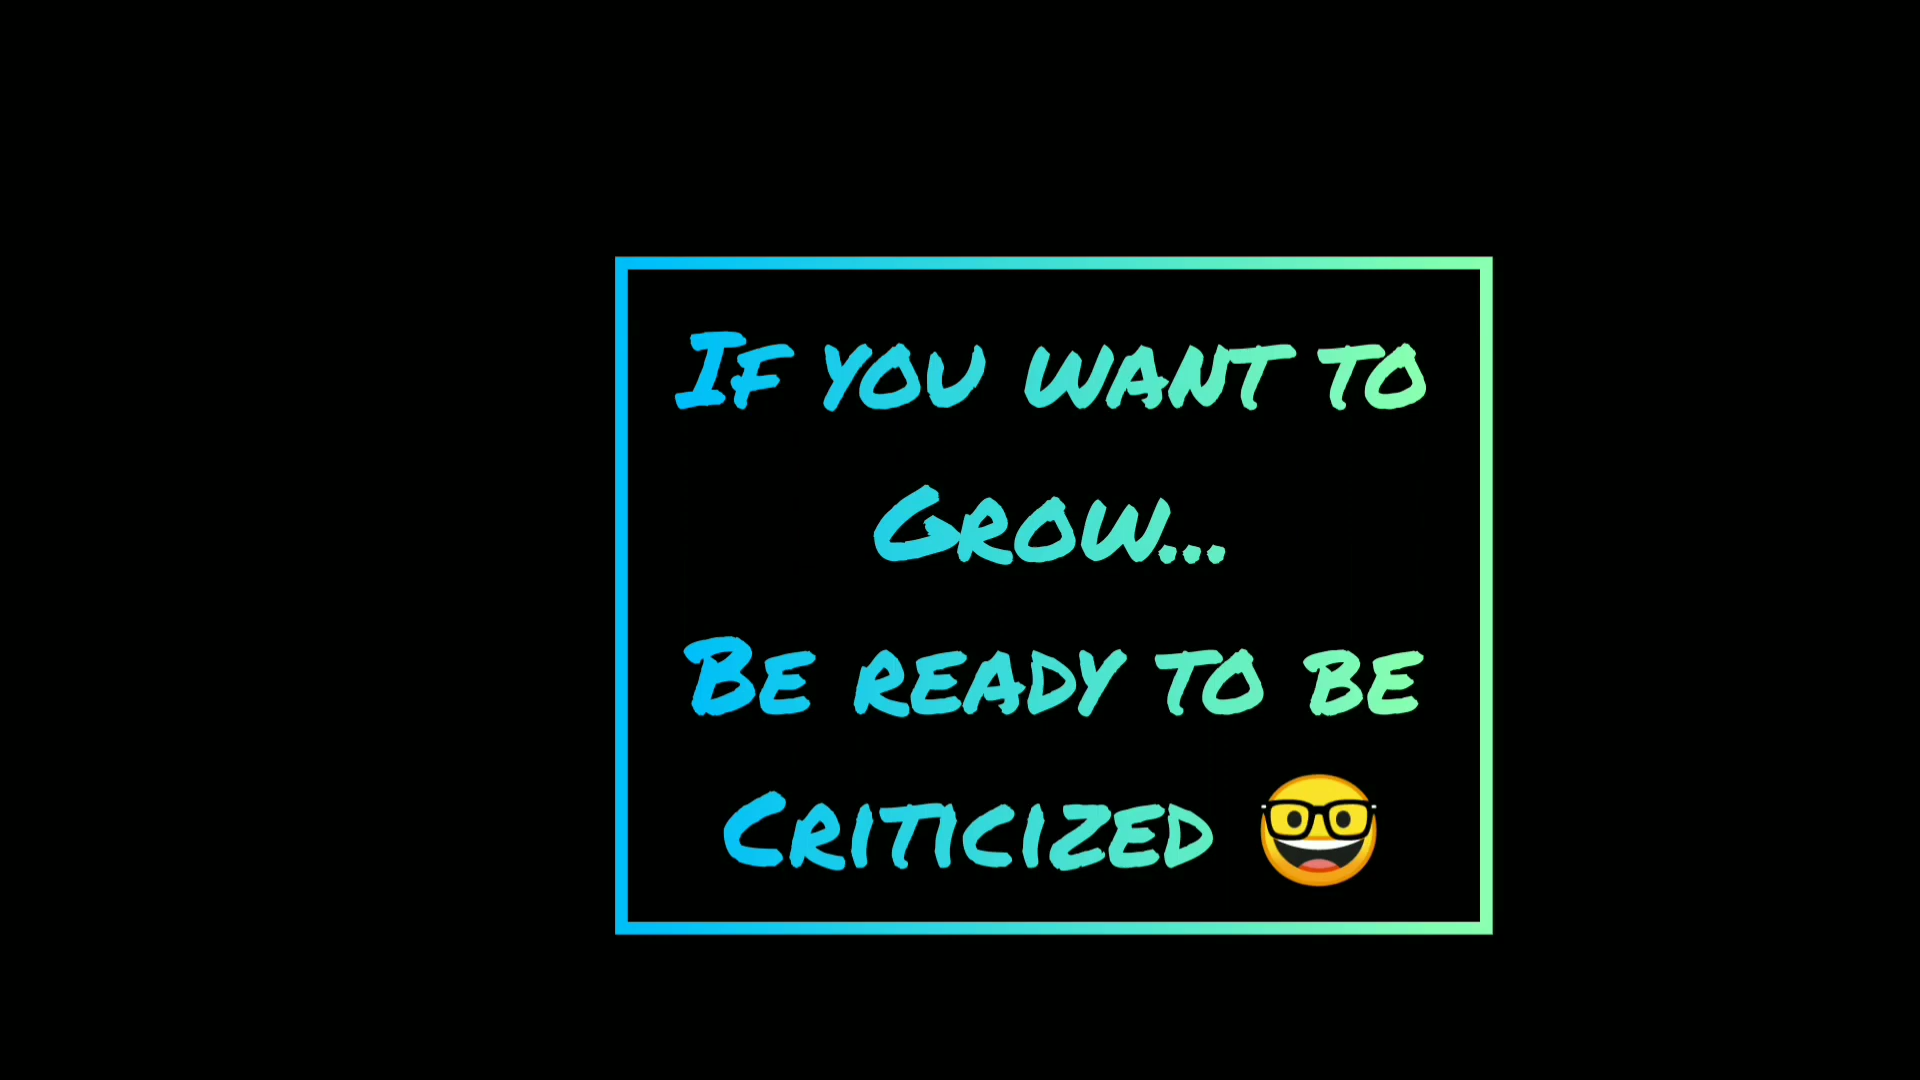 If you want to
Grow...
Be ready to be
Criticized 🤓